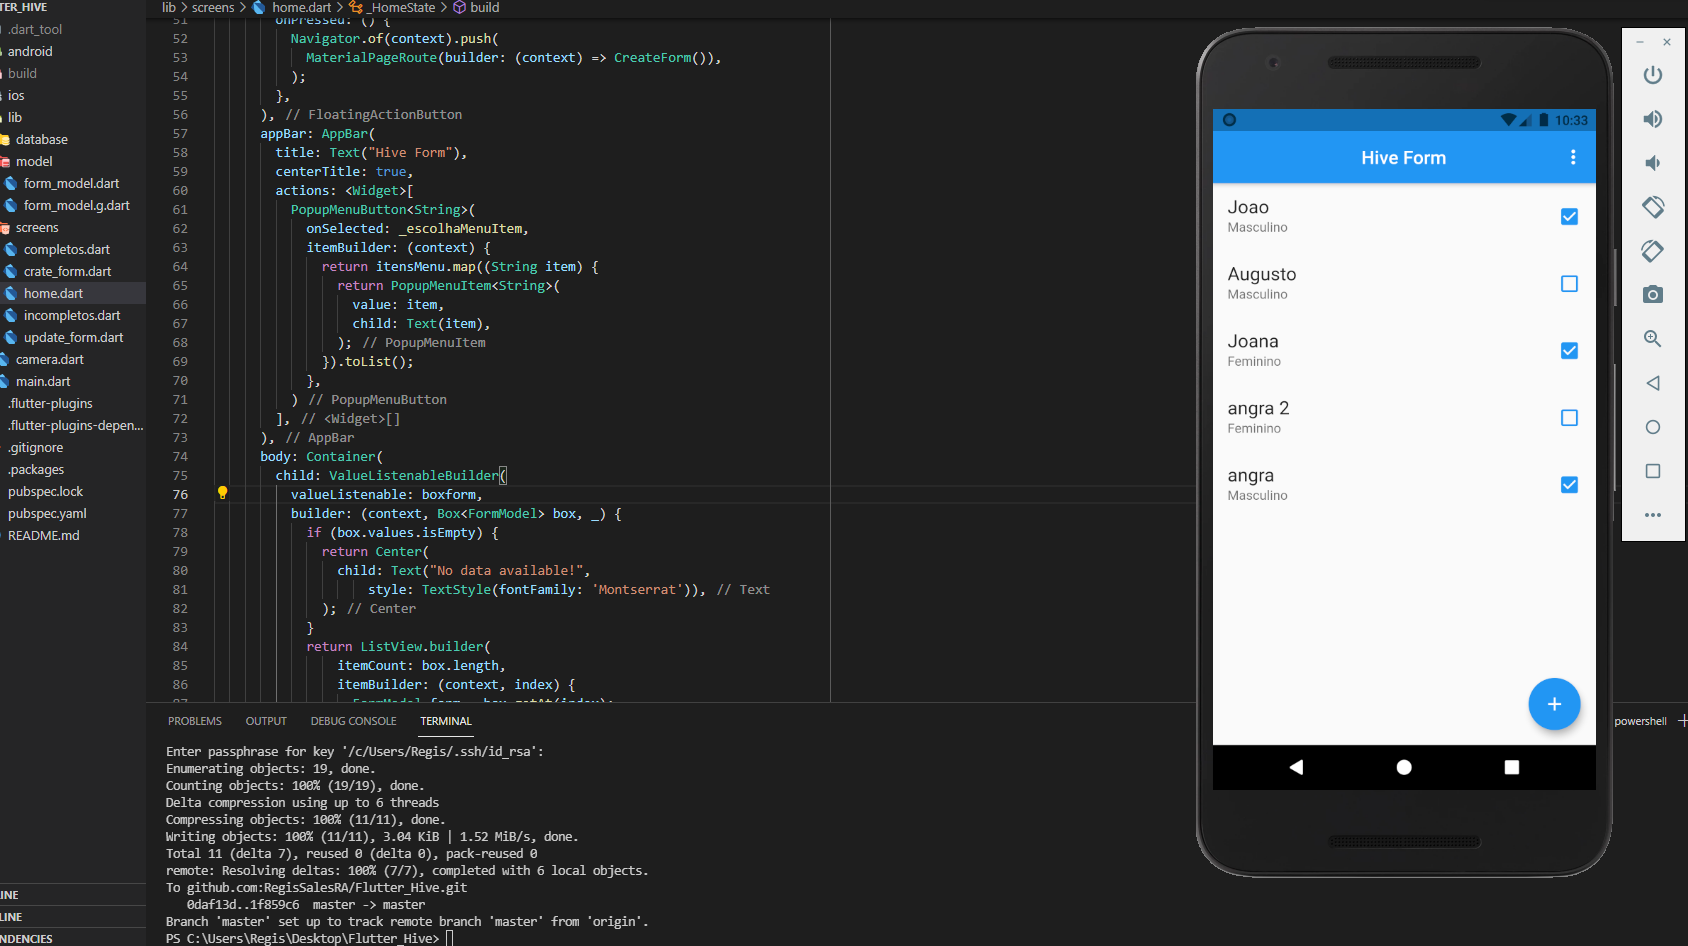 TER_HIVE
.dart_tool
android
build
ios
lib
database
model
form_model.dart
form_model.g.dart
screens
completos.dart
crate_form.dart
home.dart
incompletos.dart
update_form.dart
camera.dart
main.dart
.flutter-plugins
.flutter-plugins-depen...
.gitignore
.packages
pubspec.lock
pubspec.yaml
README.md
LINE
LINE
NDENCIES
lib > screens > home.dart > _HomeState > build
51 onPressed: () {
52 Navigator.of(context).push(
53 MaterialPageRoute(builder: (context) => CreateForm()),
54 );
55 },
56 ), // FloatingActionButton
57 appBar: AppBar(
58 title: Text("Hive Form"),
59 centerTitle: true,
60 actions: <Widget>[
61 PopupMenuButton<String>(
62 onSelected: _escolhaMenuItem,
63 itemBuilder: (context) {
64 return itensMenu.map((String item) {
65 return PopupMenuItem<String>(
66 value: item,
67 child: Text(item),
68 ); // PopupMenuItem
69 }).toList();
70 },
71 ) // PopupMenuButton
72 ], // <Widget>[]
73 ), // AppBar
74 body: Container(
75 child: ValueListenableBuilder(
76 valueListenable: boxform,
77 builder: (context, Box<FormModel> box, _) {
78 if (box.values.isEmpty) {
79 return Center(
80 child: Text("No data available!",
81 style: TextStyle(fontFamily: 'Montserrat')), // Text
82 ); // Center
83 }
84 return ListView.builder(
85 itemCount: box.length,
86 itemBuilder: (context, index) {
87 FormModel form = box.getAt(index);
PROBLEMS OUTPUT DEBUG CONSOLE TERMINAL
powershell
Enter passphrase for key '/c/Users/Regis/.ssh/id_rsa':
Enumerating objects: 19, done.
Counting objects: 100% (19/19), done.
Delta compression using up to 6 threads
Compressing objects: 100% (11/11), done.
Writing objects: 100% (11/11), 3.04 KiB | 1.52 MiB/s, done.
Total 11 (delta 7), reused 0 (delta 0), pack-reused 0
remote: Resolving deltas: 100% (7/7), completed with 6 local objects.
To github.com:RegisSalesRA/Flutter_Hive.git
0daf13d..1f859c6 master -> master
Branch 'master' set up to track remote branch 'master' from 'origin'.
PS C:\Users\Regis\Desktop\Flutter_Hive>
10:33
Hive Form
Joao
Masculino
Augusto
Masculino
Joana
Feminino
angra 2
Feminino
angra
Masculino